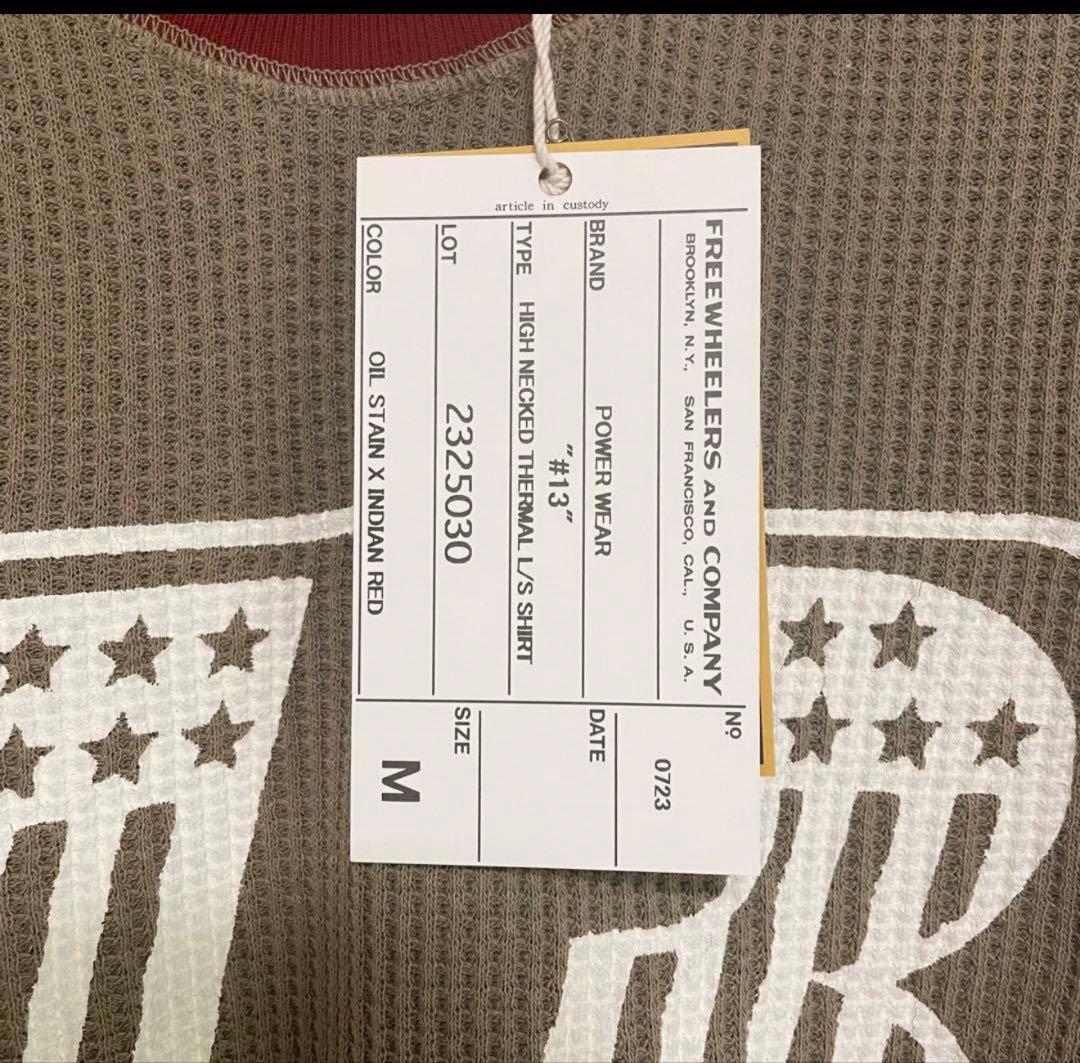 article in custody
FREEWHEELERS AND COMPANY
BROOKLYN, N.Y., SAN FRANCISCO, CAL., U. S. A.
Nº
0723
BRAND POWER WEAR
DATE
"#13"
TYPE HIGH NECKED THERMAL L/S SHIRT
LOT 2325030
SIZE
M
COLOR OIL STAIN X INDIAN RED